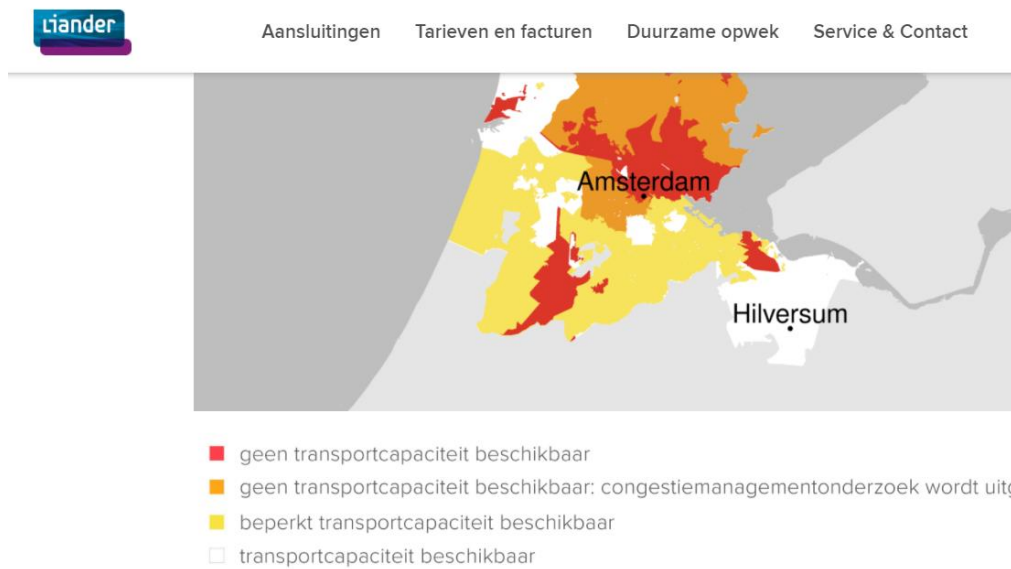 Liander
Aansluitingen Tarieven en facturen Duurzame opwek Service & Contact
Amsterdam
Hilversum
geen transportcapaciteit beschikbaar
geen transportcapaciteit beschikbaar: congestiemanagementonderzoek wordt
beperkt transportcapaciteit beschikbaar
transportcapaciteit beschikbaar